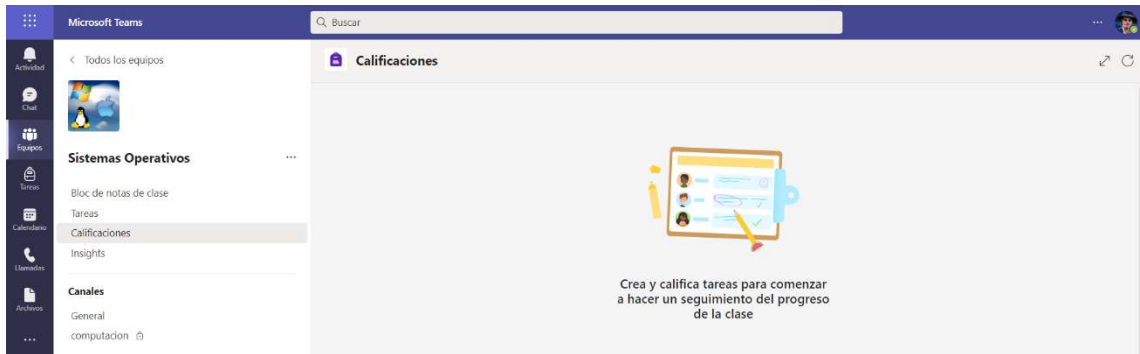 Microsoft Teams
Buscar
Actividad
Chat
Equipos
Tareas
Calendario
Llamadas
Archivos
< Todos los equipos
Sistemas Operativos
Bloc de notas de clase
Tareas
Calificaciones
Insights
Canales
General
computacion
Calificaciones
Crea y califica tareas para comenzar
a hacer un seguimiento del progreso
de la clase